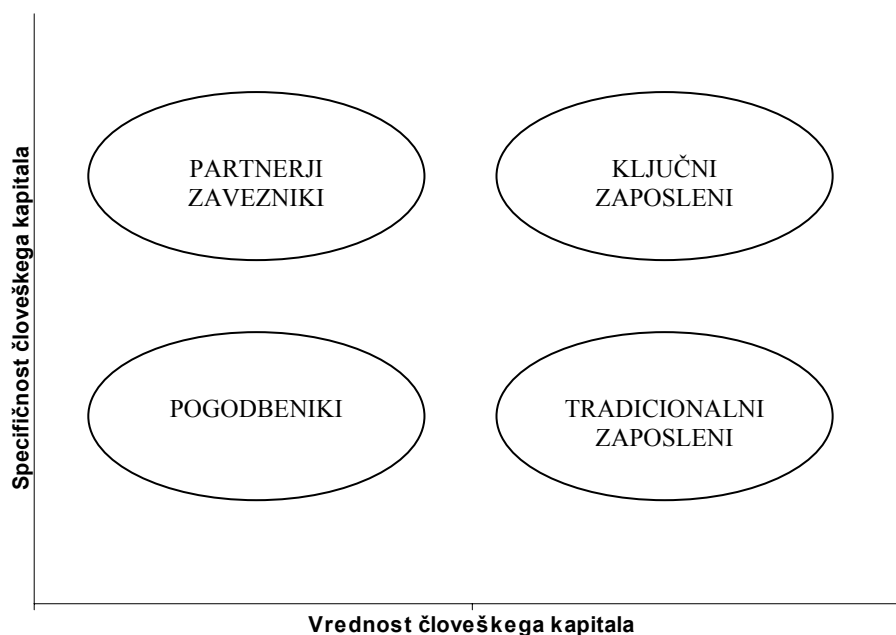 Specifičnost človeškega kapitala
PARTNERJI
ZAVEZNIKI
KLJUČNI
ZAPOSLENI
POGODBENIKI
TRADICIONALNI
ZAPOSLENI
Vrednost človeškega kapitala